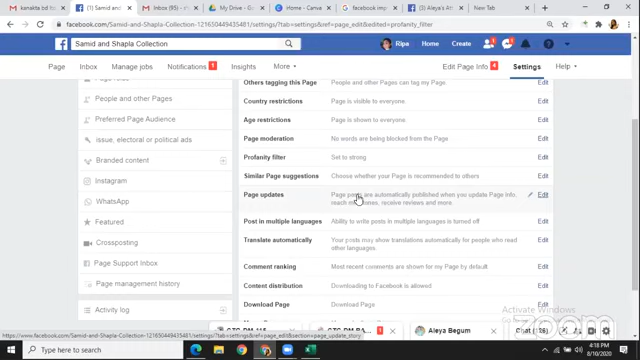 kanakta bd to
(1) Samid and Shapla Collection
Inbox (95) -
My Drive - G
Home - Canva
facebook imp
(3) Aleya's Af
New Tab
facebook.com/Samid-and-Shapla-Collection-121650441775209/settings/?tab=settings&ref=page_edit&edited=profanity_filter
Samid and Shapla Collection
Ripa
Home
Create
1
1
Page
Inbox
Manage jobs
Notifications 1
Insights
More
Edit Page Info 4
Settings
Help
People and other Pages
Preferred Page Audience
issue, electoral or political ads
Branded content
Instagram
WhatsApp
Featured
Crossposting
Page Support Inbox
Page management history
Activity log
Others tagging this Page People and other Pages can tag my Page. Edit
Country restrictions Page is visible to everyone. Edit
Age restrictions Page is shown to everyone. Edit
Page moderation No words are being blocked from the Page. Edit
Profanity filter Set to strong Edit
Similar Page suggestions Choose whether your Page is recommended to others Edit
Page updates Page posts are automatically published when you update Page Info, Edit
reach milestones, receive reviews and more.
Post in multiple languages Ability to write posts in multiple languages is turned off Edit
Translate automatically Your posts may show translations automatically for people who read Edit
other languages.
Comment ranking Most recent comments are shown for my Page by default Edit
Content distribution Downloading to Facebook is allowed Edit
Download Page Download Page Edit
Activate Windows
zoom
Aleya Begum
Chat (126)
https://www.facebook.com/Samid-and-Shapla-Collection-121650441775209/settings/?tab=settings&ref=page_edit&section=page_update_story
Type here to search
4:18 PM
8/10/2020